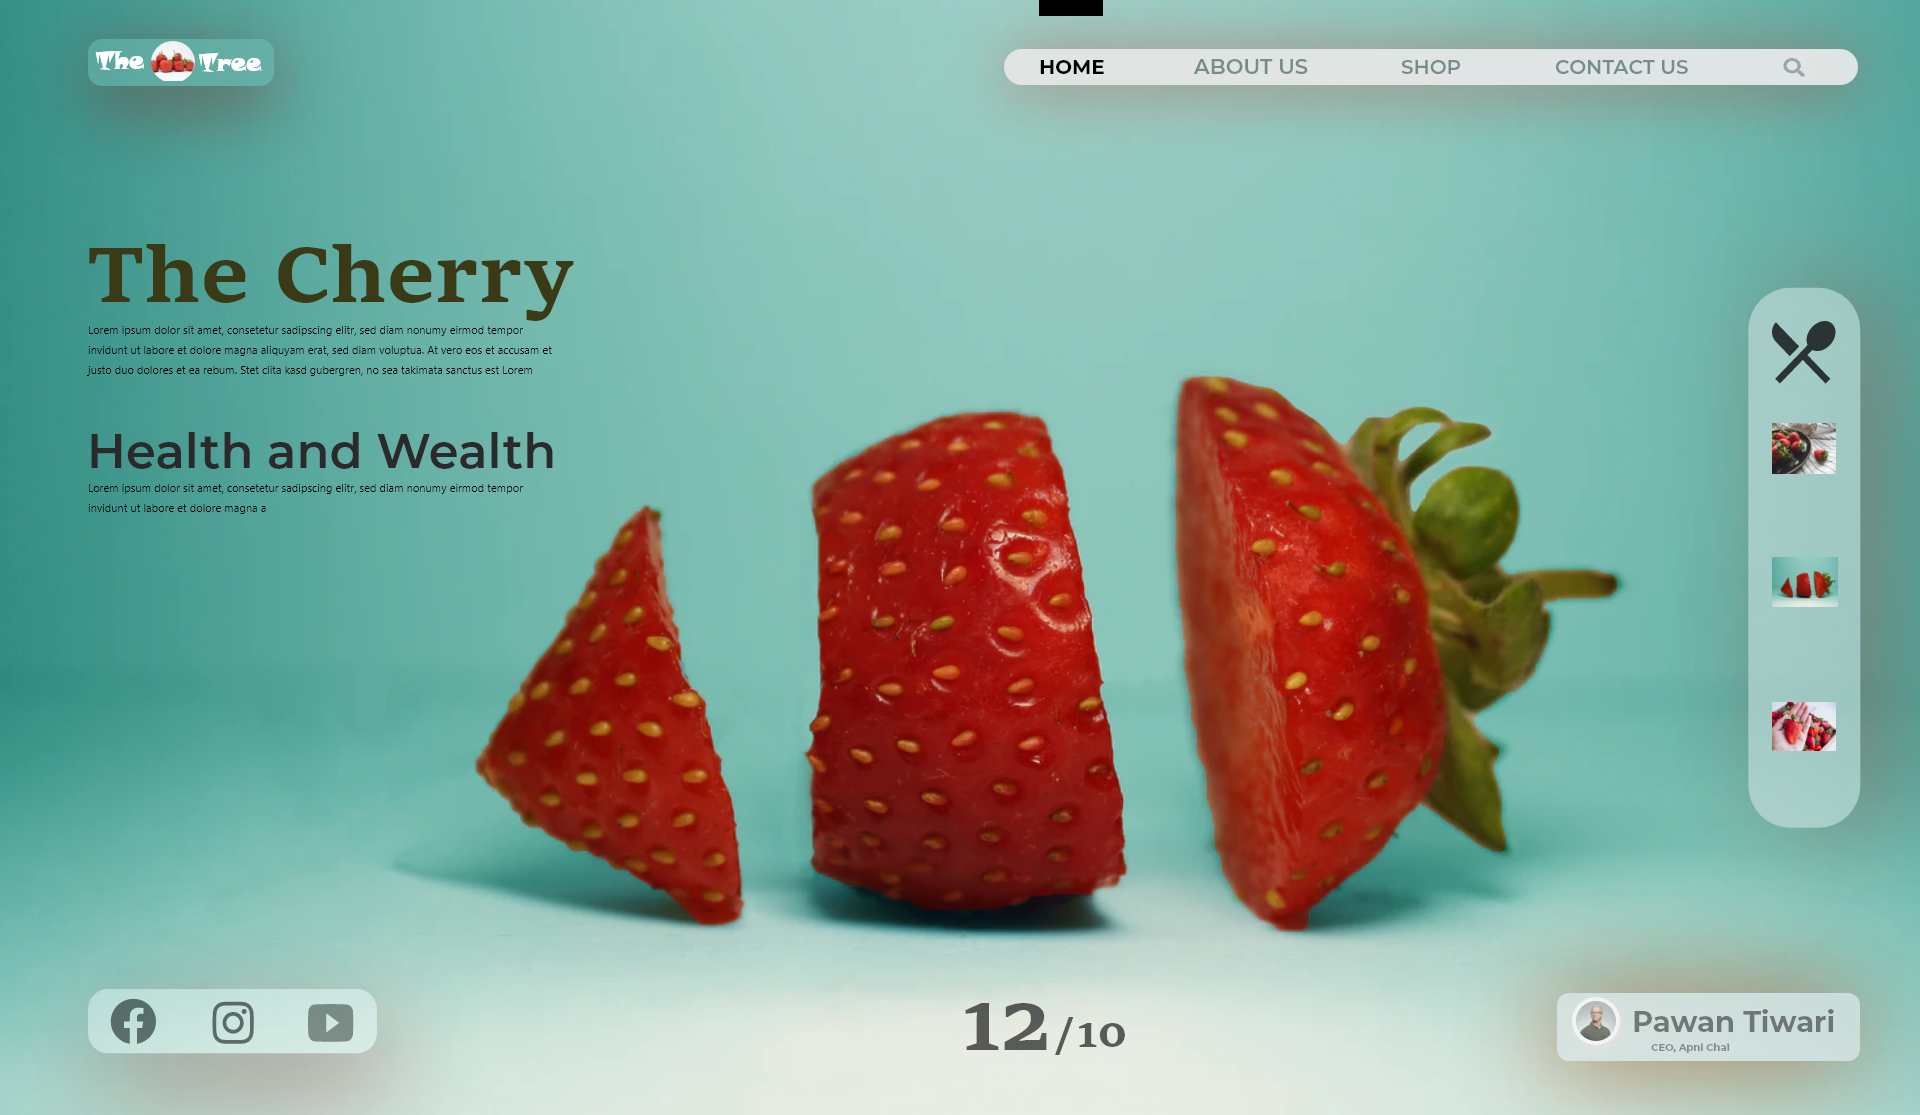 The Tree
HOME ABOUT US SHOP CONTACT US
The Cherry
Lorem ipsum dolor sit amet, consetetur sadipscing elitr, sed diam nonumy eirmod tempor
invidunt ut labore et dolore magna aliquyam erat, sed diam voluptua. At vero eos et accusam et
justo duo dolores et ea rebum. Stet clita kasd gubergren, no sea takimata sanctus est Lorem
Health and Wealth
Lorem ipsum dolor sit amet, consetetur sadipscing elitr, sed diam nonumy eirmod tempor
invidunt ut labore et dolore magna a
12/10
Pawan Tiwari
CEO, Apni Chai